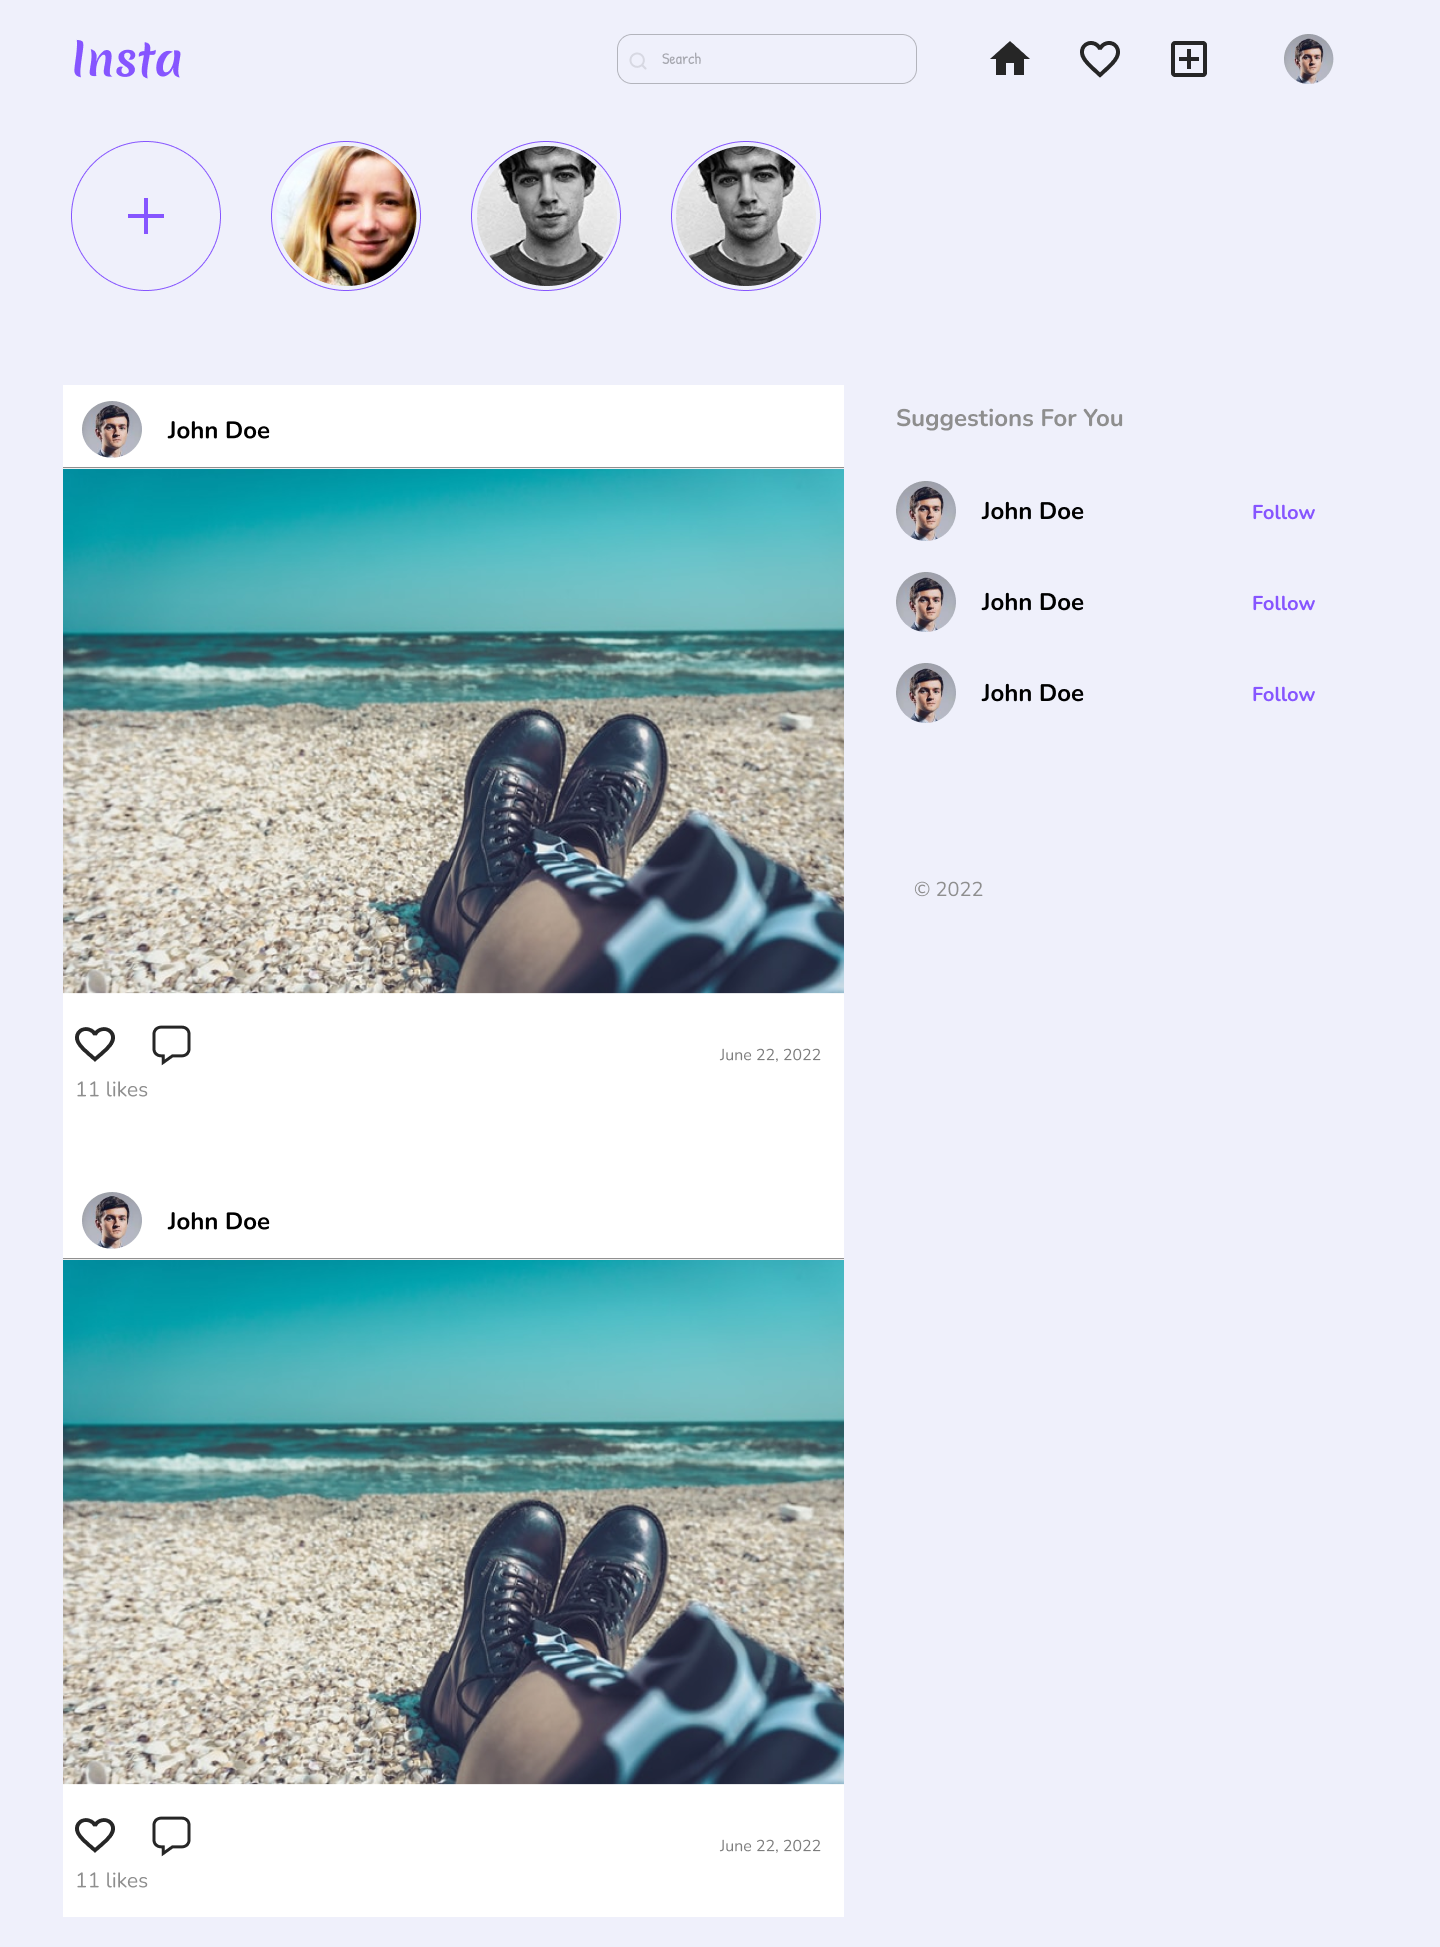 Insta
Search
John Doe
June 22, 2022
11 likes
John Doe
June 22, 2022
11 likes
Suggestions For You
John Doe Follow
John Doe Follow
John Doe Follow
© 2022